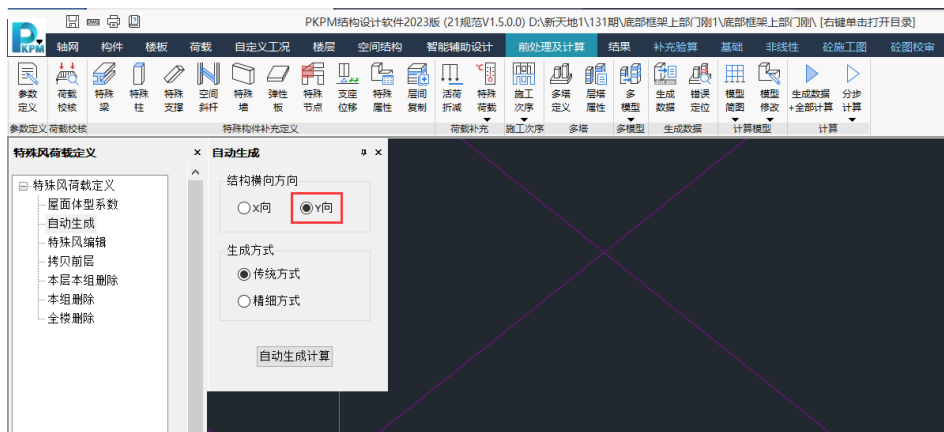 PKPM结构设计软件2023版 (21规范V1.5.0.0) D:\新天地1\131期\底部框架上部门刚1\底部框架上部门刚\ [右键单击打开目录]
PKPM 轴网 构件 楼板 荷载 自定义工况 楼层 空间结构 智能辅助设计 前处理及计算 结果 补充验算 基础 非线性 砼施工图 砼图校审
参数 荷载 特殊 特殊 特殊 空间 特殊 弹性 特殊 支座 特殊 层间 活荷 特殊 施工 多塔 层塔 多 生成 错误 模型 模型 生成数据 分步
定义 校核 梁 柱 支撑 斜杆 墙 板 节点 位移 属性 复制 折减 荷载 次序 定义 属性 模型 数据 定位 简图 修改 +全部计算 计算
参数定义 荷载校核 特殊构件补充定义 荷载补充 施工次序 多塔 多模型 生成数据 计算模型 计算
特殊风荷载定义 ×
特殊风荷载定义
屋面体型系数
自动生成
特殊风编辑
拷贝前层
本层本组删除
本组删除
全楼删除
自动生成 ×
结构横向方向
X向 Y向
生成方式
传统方式
精细方式
自动生成计算